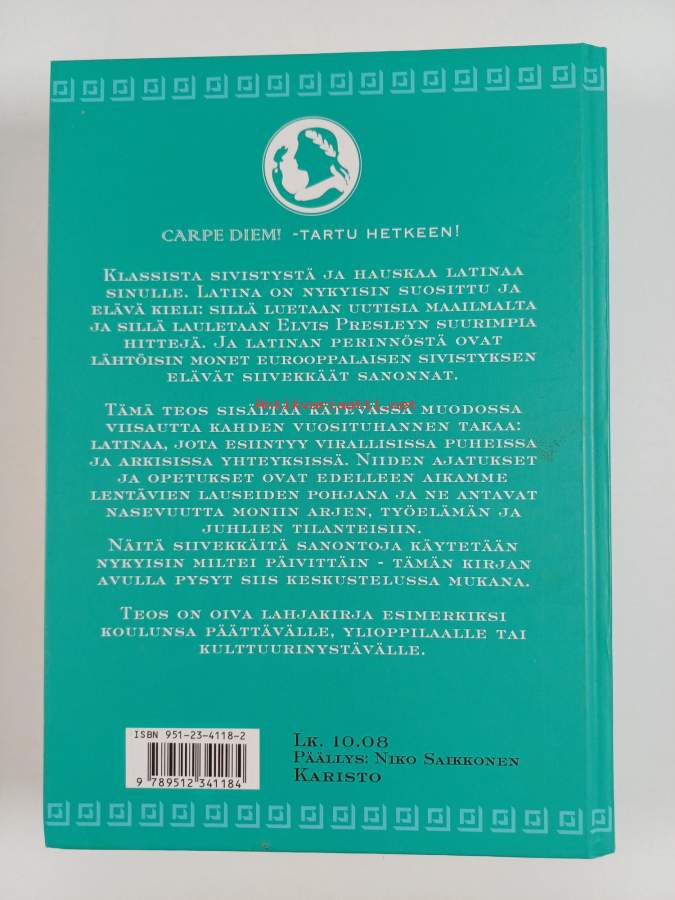 CARPE DIEM! -TARTU HETKEEN!
KLASSISTA SIVISTYSTÄ JA HAUSKAA LATINAA
SINULLE. LATINA ON NYKYISIN SUOSITTU JA
ELÄVÄ KIELI: SILLÄ LUETAAN UUTISIA MAAILMALTA
JA SILLÄ LAULETAAN ELVIS PRESLEYN SUURIMPIA
HITTEJÄ. JA LATINAN PERINNÖSTÄ OVAT
LÄHTÖISIN MONET EUROOPPALAISEN SIVISTYKSEN
ELÄVÄT SIIVEKKÄÄT SANONNAT.
Antikvariaatti.net
TÄMÄ TEOS SISÄLTÄÄ KÄTEVÄSSÄ MUODOSSA
VIISAUTTA KAHDEN VUOSITUHANNEN TAKAA:
LATINAA, JOTA ESIINTYY VIRALLISISSA PUHEISSA
JA ARKISISSA YHTEYKSISSÄ. NIIDEN AJATUKSET
JA OPETUKSET OVAT EDELLEEN AIKAMME
LENTÄVIEN LAUSEIDEN POHJANA JA NE ANTAVAT
NASEVUUTTA MONIIN ARJEN, TYÖELÄMÄN JA
JUHLIEN TILANTEISIIN.
NÄITÄ SIIVEKKÄITÄ SANONTOJA KÄYTETÄÄN
NYKYISIN MILTEI PÄIVITTÄIN - TÄMÄN KIRJAN
AVULLA PYSYT SIIS KESKUSTELUSSA MUKANA.
TEOS ON OIVA LAHJAKIRJA ESIMERKIKSI
KOULUNSA PÄÄTTÄVÄLLE, YLIOPPILAALLE TAI
KULTTUURINYSTÄVÄLLE.
ISBN 951-23-4118-2
9 789512 341184
LK. 10.08
PÄÄLLYS: NIKO SAIKKONEN
KARISTO